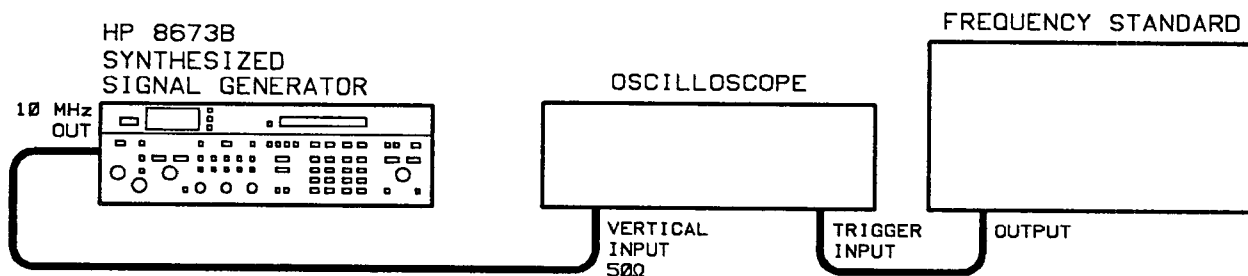 HP 8673B
SYNTHESIZED
SIGNAL GENERATOR
10 MHz
OUT
OSCILLOSCOPE
VERTICAL
INPUT
50Ω
TRIGGER
INPUT
FREQUENCY STANDARD
OUTPUT